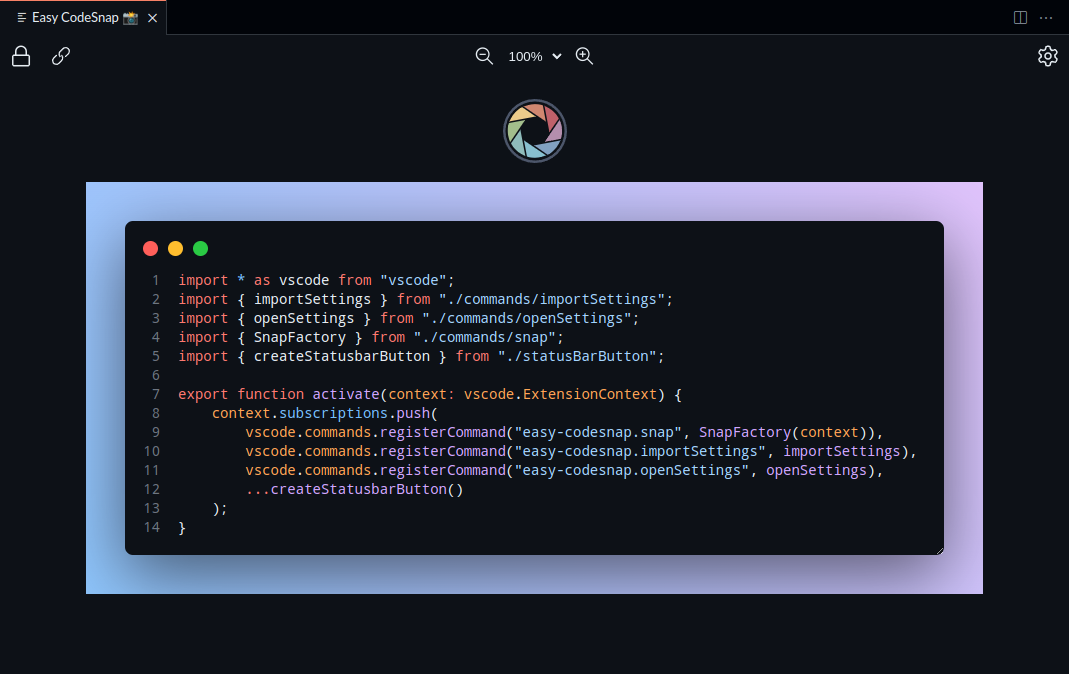 Easy CodeSnap 📸
100%
1 import * as vscode from "vscode";
2 import { importSettings } from "./commands/importSettings";
3 import { openSettings } from "./commands/openSettings";
4 import { SnapFactory } from "./commands/snap";
5 import { createStatusbarButton } from "./statusBarButton";
6
7 export function activate(context: vscode.ExtensionContext) {
8     context.subscriptions.push(
9         vscode.commands.registerCommand("easy-codesnap.snap", SnapFactory(context)),
10         vscode.commands.registerCommand("easy-codesnap.importSettings", importSettings),
11         vscode.commands.registerCommand("easy-codesnap.openSettings", openSettings),
12         ...createStatusbarButton()
13     );
14 }